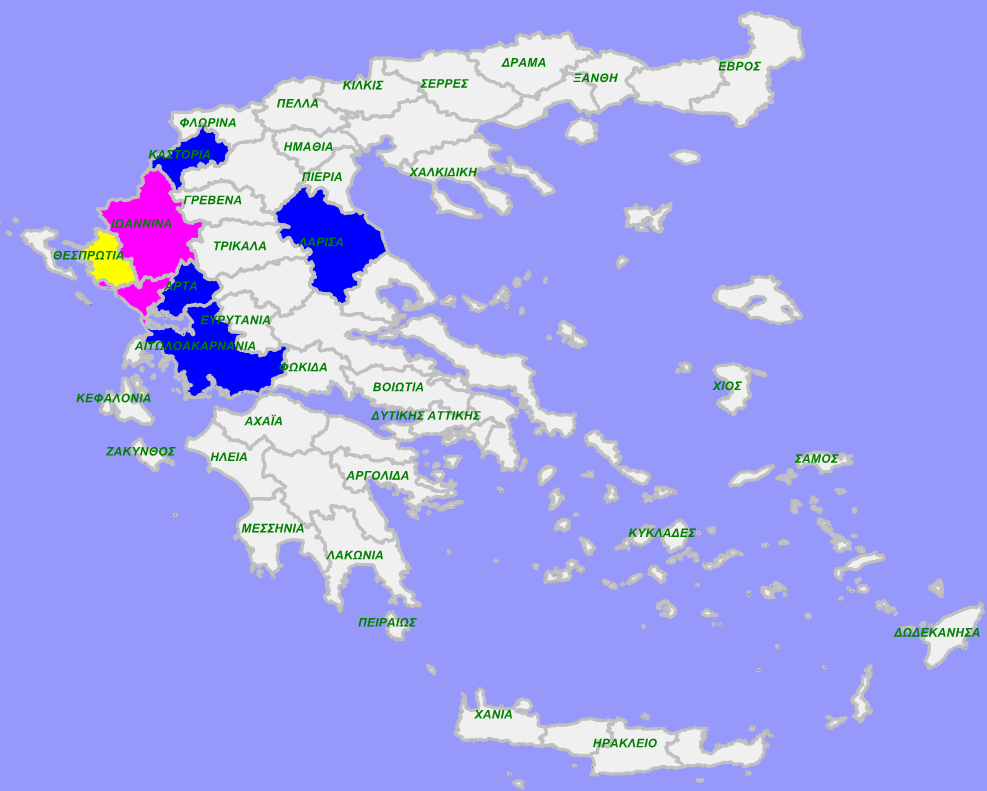 ΕΒΡΟΣ
ΔΡΑΜΑ
ΞΑΝΘΗ
ΣΕΡΡΕΣ
ΚΙΛΚΙΣ
ΠΕΛΛΑ
ΦΛΩΡΙΝΑ
ΗΜΑΘΙΑ
ΚΑΣΤΟΡΙΑ
ΠΙΕΡΙΑ
ΧΑΛΚΙΔΙΚΗ
ΓΡΕΒΕΝΑ
ΙΩΑΝΝΙΝΑ
ΤΡΙΚΑΛΑ
ΛΑΡΙΣΑ
ΘΕΣΠΡΩΤΙΑ
ΑΡΤΑ
ΕΥΡΥΤΑΝΙΑ
ΑΙΤΩΛΟΑΚΑΡΝΑΝΙΑ
ΦΩΚΙΔΑ
ΒΟΙΩΤΙΑ
ΧΙΟΣ
ΚΕΦΑΛΟΝΙΑ
ΔΥΤΙΚΗΣ ΑΤΤΙΚΗΣ
ΑΧΑΪΑ
ΖΑΚΥΝΘΟΣ
ΗΛΕΙΑ
ΣΑΜΟΣ
ΑΡΓΟΛΙΔΑ
ΜΕΣΣΗΝΙΑ
ΚΥΚΛΑΔΕΣ
ΛΑΚΩΝΙΑ
ΠΕΙΡΑΙΩΣ
ΔΩΔΕΚΑΝΗΣΑ
ΧΑΝΙΑ
ΗΡΑΚΛΕΙΟ